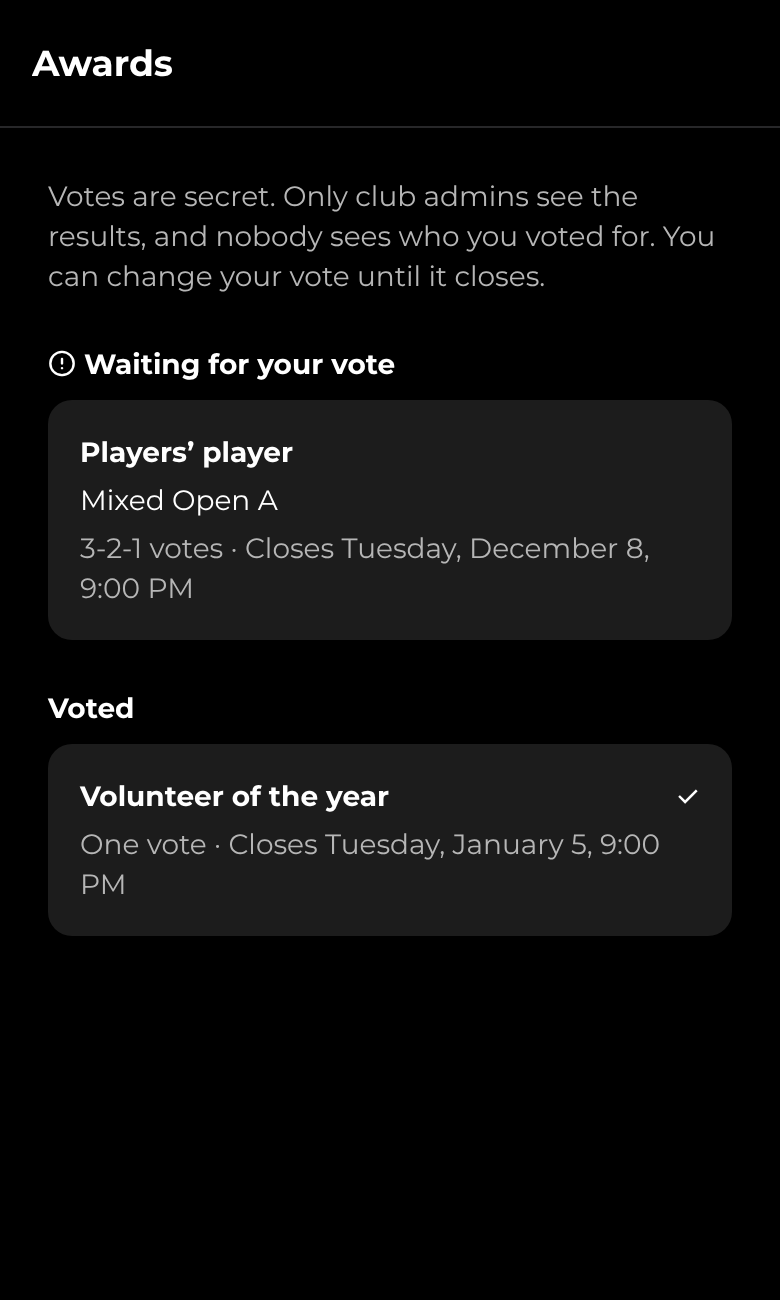 Awards
Votes are secret. Only club admins see the
results, and nobody sees who you voted for. You
can change your vote until it closes.
Waiting for your vote
Players’ player
Mixed Open A
3-2-1 votes · Closes Tuesday, December 8,
9:00 PM
Voted
Volunteer of the year
One vote · Closes Tuesday, January 5, 9:00
PM